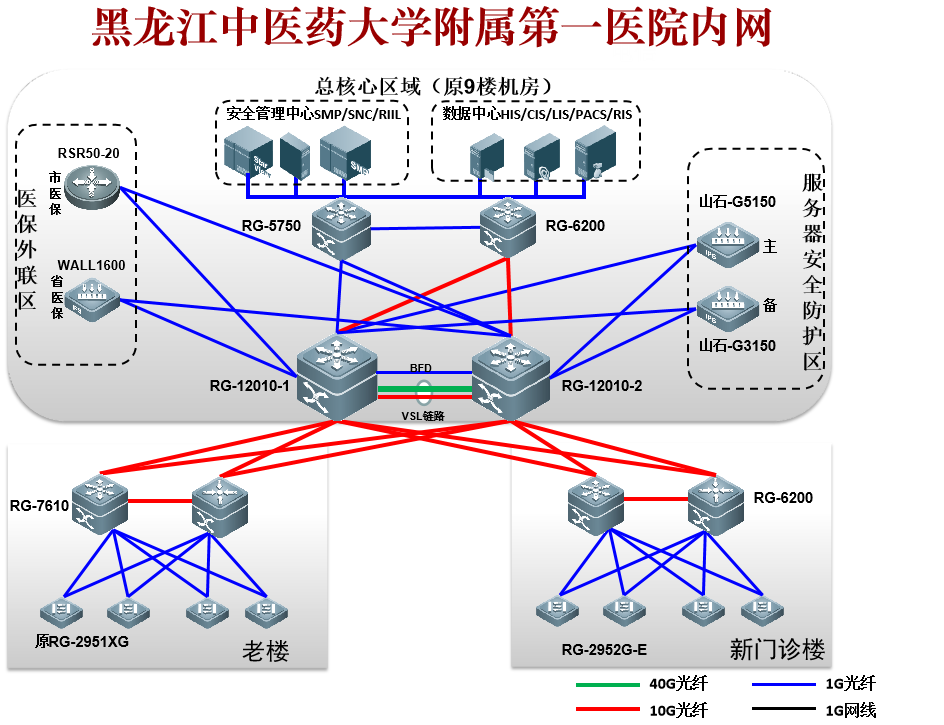 黑龙江中医药大学附属第一医院内网
总核心区域（原9楼机房）
安全管理中心SMP/SNC/RIIL
数据中心HIS/CIS/LIS/PACS/RIS
RSR50-20
市医保
医保外联区
WALL1600
省医保
RG-5750
RG-6200
山石-G5150
主
服务器安全防护区
备
山石-G3150
IPS
IPS
RG-12010-1
BFD
RG-12010-2
VSL链路
RG-7610
RG-6200
原RG-2951XG
老楼
RG-2952G-E
新门诊楼
40G光纤
1G光纤
10G光纤
1G网线